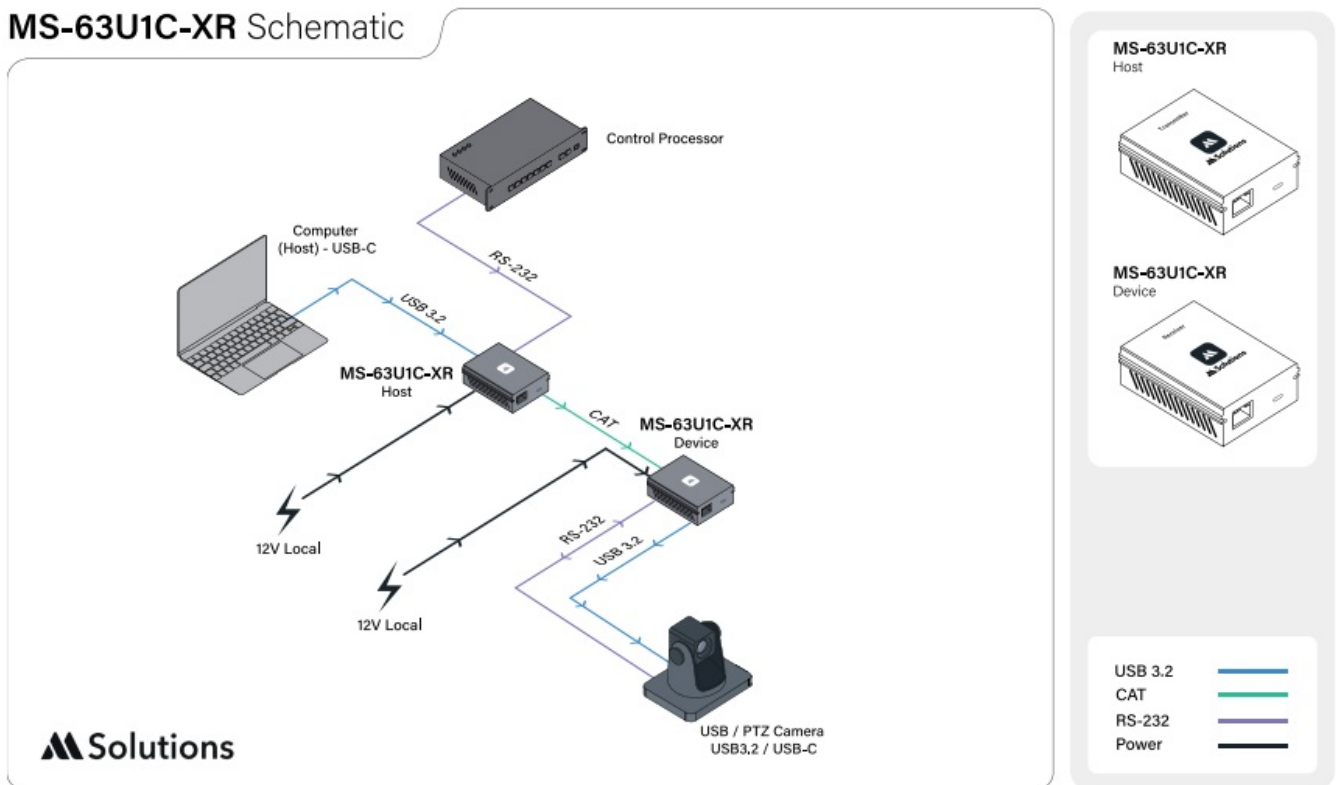 MS-63U1C-XR Schematic
Control Processor
Computer
(Host) - USB-C
RS-232
USB 3.2
MS-63U1C-XR
Host
CAT
MS-63U1C-XR
Device
12V Local
RS-232
USB 3.2
12V Local
USB / PTZ Camera
USB3.2 / USB-C
Solutions
MS-63U1C-XR
Host
Transmitter
Solutions
MS-63U1C-XR
Device
Receiver
Solutions
USB 3.2
CAT
RS-232
Power